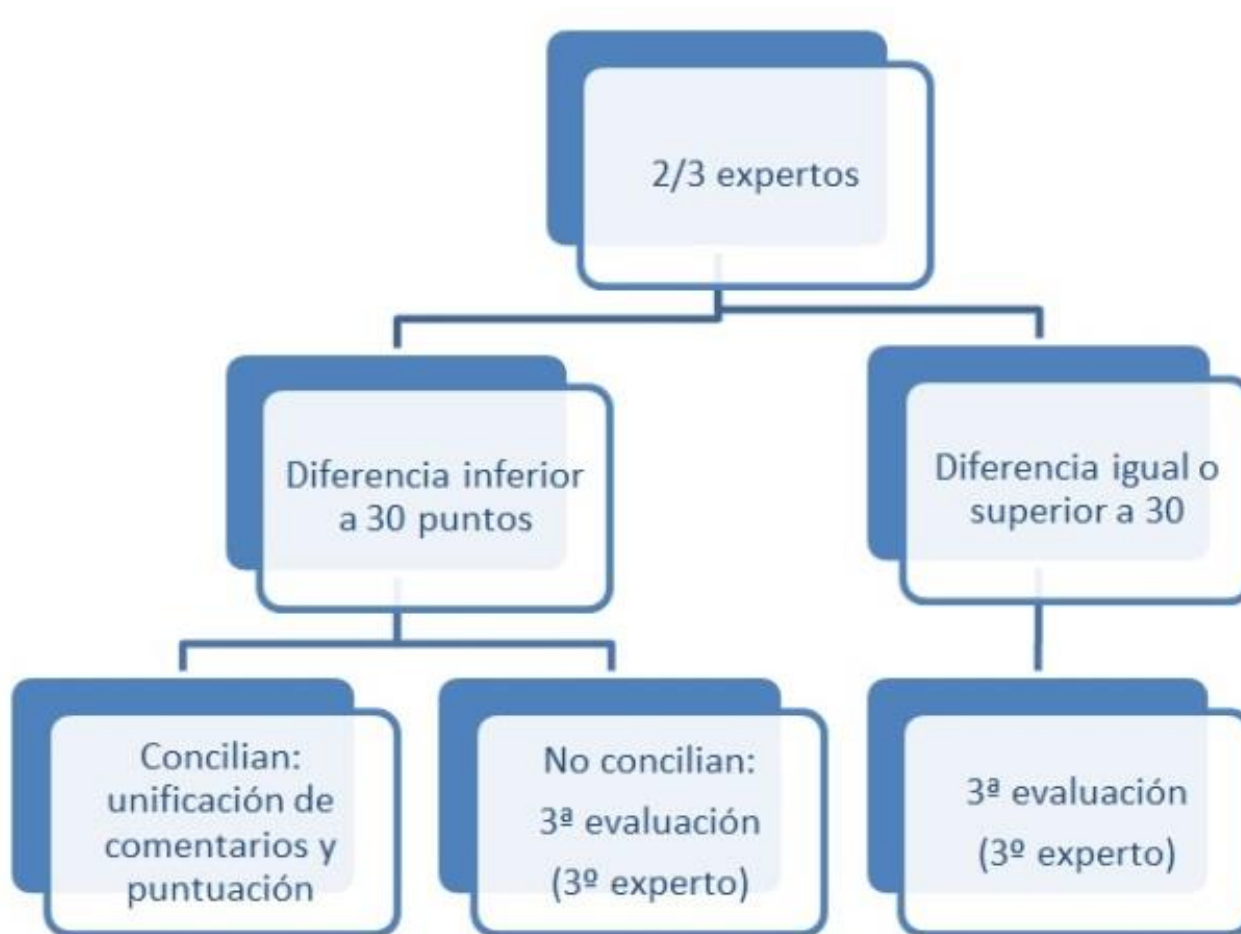 2/3 expertos
Diferencia inferior
a 30 puntos
Diferencia igual o
superior a 30
Concilian:
unificación de
comentarios y
puntuación
No concilian:
3ª evaluación
(3º experto)
3ª evaluación
(3º experto)